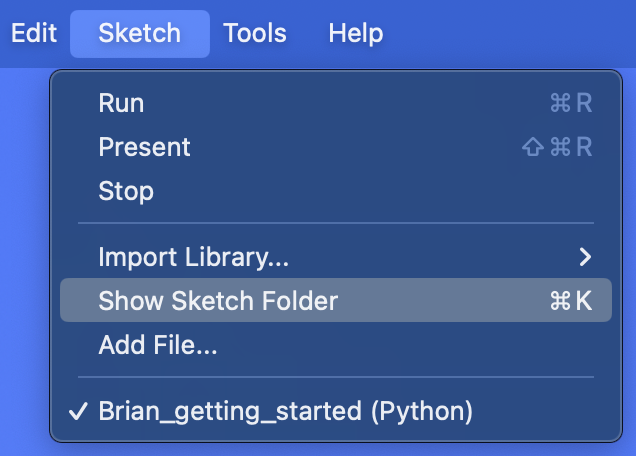 Edit Sketch Tools Help
Run ⌘R
Present ⇧⌘R
Stop
Import Library...
Show Sketch Folder ⌘K
Add File...
✓ Brian_getting_started (Python)